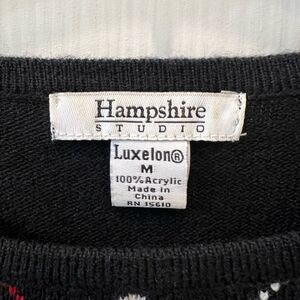 Hampshire
STUDIO
Luxelon®
M
100% Acrylic
Made in
China
RN 15610